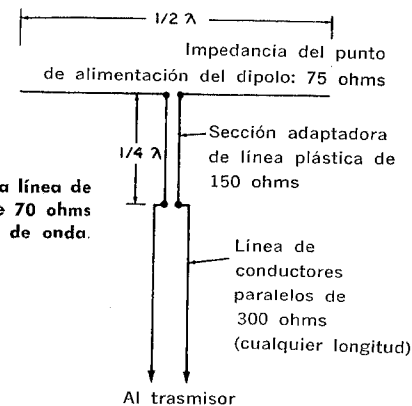 1/2 λ
Impedancia del punto
de alimentación del dipolo: 75 ohms
1/4 λ
Sección adaptadora
de línea plástica de
150 ohms
a línea de
e 70 ohms
de onda.
Línea de
conductores
paralelos de
300 ohms
(cualquier longitud)
Al trasmisor